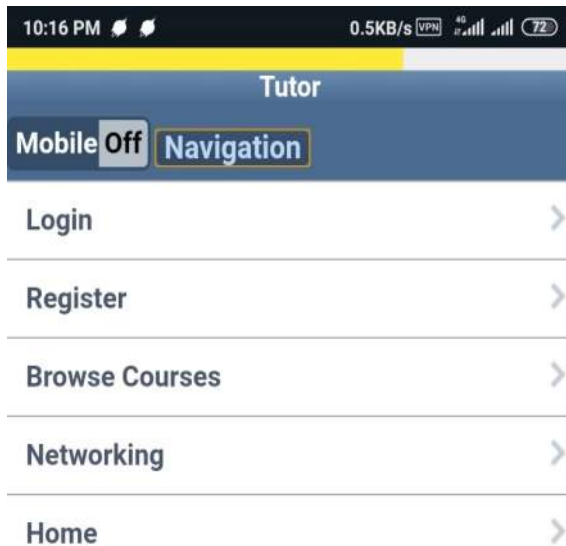 10:16 PM 0.5KB/s VPN 4G 72
Tutor
Mobile Off Navigation
Login
Register
Browse Courses
Networking
Home